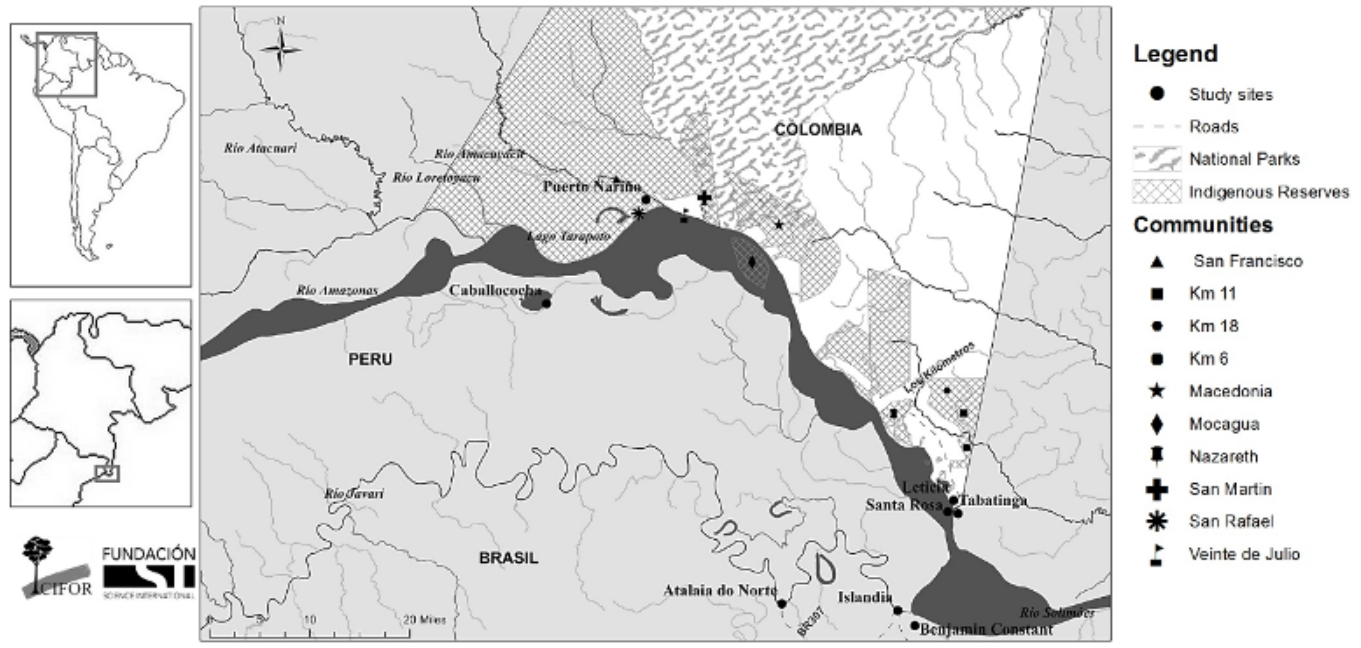 N
COLOMBIA
Río Atacuari
Río Amacayacu
Río Loretoyacu
Puerto Nariño
Lago Tarapoto
Río Amazonas
Caballococha
PERU
Los Kilómetros
Río Javari
Leticia
Santa Rosa
Tabatinga
BRASIL
Atalaia do Norte
Islandia
BR307
Río Solimões
Benjamin Constant
0 5 10 20 Miles
CIFOR
FUNDACIÓN
SI
SCIENCE INTERNATIONAL
Legend
Study sites
Roads
National Parks
Indigenous Reserves
Communities
San Francisco
Km 11
Km 18
Km 6
Macedonia
Mocagua
Nazareth
San Martin
San Rafael
Veinte de Julio